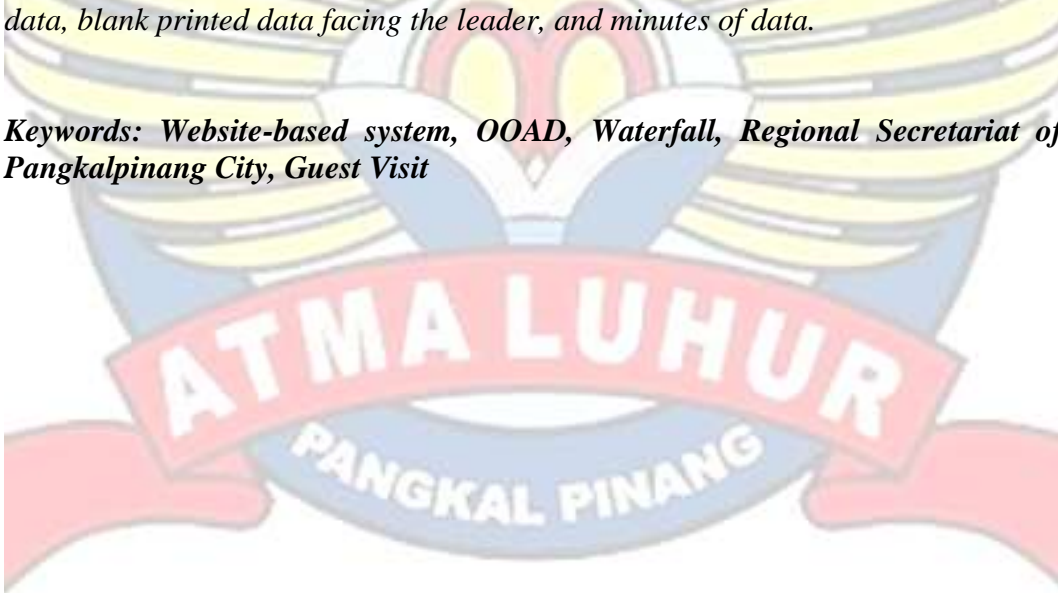 data, blank printed data facing the leader, and minutes of data.
Keywords: Website-based system, OOAD, Waterfall, Regional Secretariat of
Pangkalpinang City, Guest Visit
ATMA LUHUR
PANGKAL PINANG